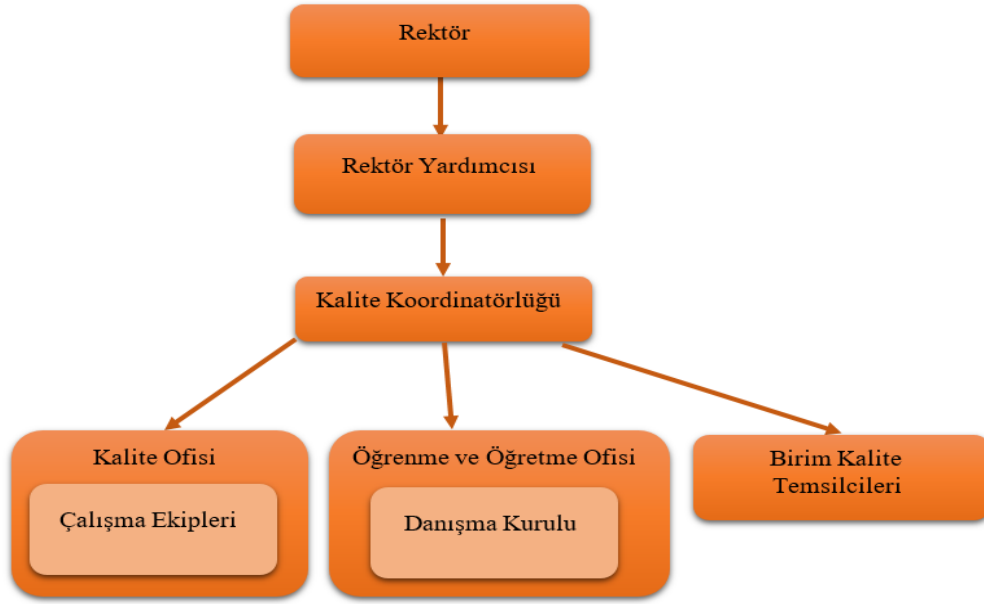 Rektör
Rektör Yardımcısı
Kalite Koordinatörlüğü
Kalite Ofisi
Çalışma Ekipleri
Öğrenme ve Öğretme Ofisi
Danışma Kurulu
Birim Kalite
Temsilcileri